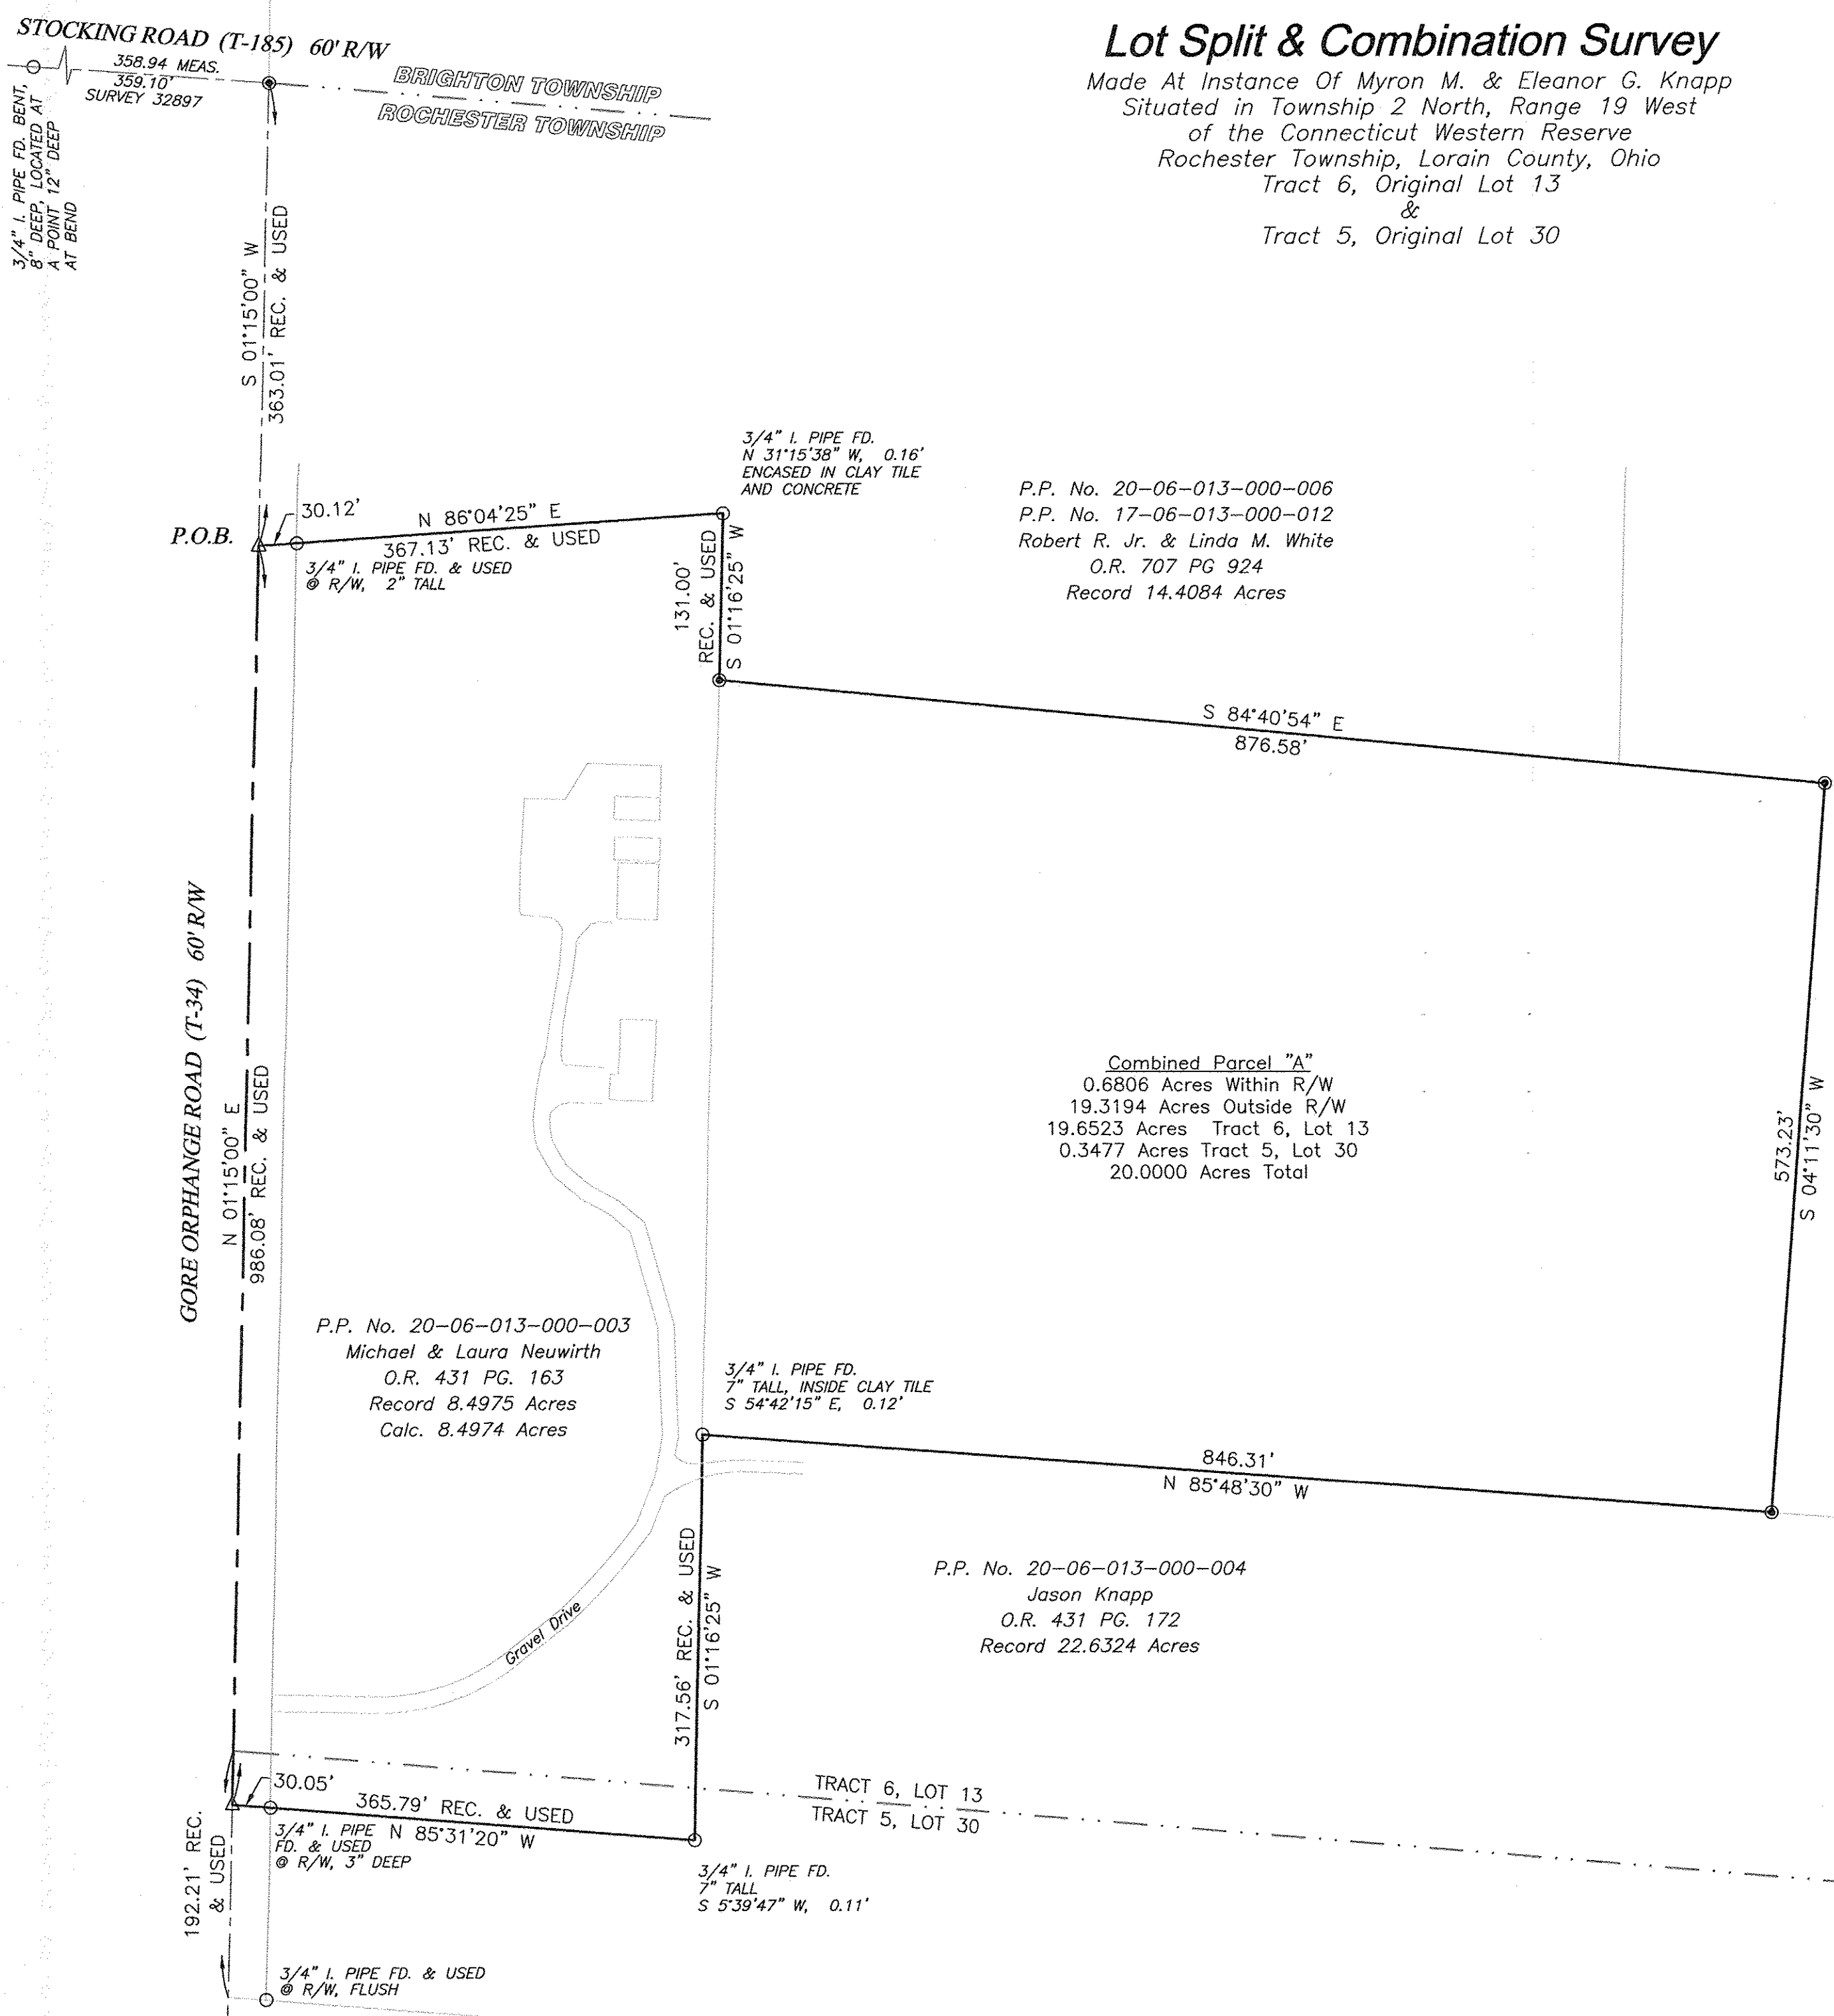 Lot Split & Combination Survey
Made At Instance Of Myron M. & Eleanor G. Knapp
Situated in Township 2 North, Range 19 West
of the Connecticut Western Reserve
Rochester Township, Lorain County, Ohio
Tract 6, Original Lot 13
&
Tract 5, Original Lot 30
STOCKING ROAD (T-185) 60' R/W
358.94 MEAS.
359.10'
SURVEY 32897
BRIGHTON TOWNSHIP
ROCHESTER TOWNSHIP
3/4" I. PIPE FD. BENT,
8" DEEP, LOCATED AT
A POINT 12" DEEP
AT BEND
S 01°15'00" W
363.01' REC. & USED
3/4" I. PIPE FD.
N 31°15'38" W, 0.16'
ENCASED IN CLAY TILE
AND CONCRETE
P.P. No. 20-06-013-000-006
P.P. No. 17-06-013-000-012
Robert R. Jr. & Linda M. White
O.R. 707 PG 924
Record 14.4084 Acres
P.O.B.
30.12'
N 86°04'25" E
367.13' REC. & USED
3/4" I. PIPE FD. & USED
@ R/W, 2" TALL
131.00'
REC. & USED
S 01°16'25" W
S 84°40'54" E
876.58'
GORE ORPHANGE ROAD (T-34) 60' R/W
N 01°15'00" E
986.08' REC. & USED
Combined Parcel "A"
0.6806 Acres Within R/W
19.3194 Acres Outside R/W
19.6523 Acres Tract 6, Lot 13
0.3477 Acres Tract 5, Lot 30
20.0000 Acres Total
573.23'
S 04°11'30" W
P.P. No. 20-06-013-000-003
Michael & Laura Neuwirth
O.R. 431 PG. 163
Record 8.4975 Acres
Calc. 8.4974 Acres
3/4" I. PIPE FD.
7" TALL, INSIDE CLAY TILE
S 54°42'15" E, 0.12'
846.31'
N 85°48'30" W
P.P. No. 20-06-013-000-004
Jason Knapp
O.R. 431 PG. 172
Record 22.6324 Acres
Gravel Drive
317.56' REC. & USED
S 01°16'25" W
TRACT 6, LOT 13
TRACT 5, LOT 30
30.05'
365.79' REC. & USED
N 85°31'20" W
3/4" I. PIPE
FD. & USED
@ R/W, 3" DEEP
192.21' REC.
& USED
3/4" I. PIPE FD.
7" TALL
S 5°39'47" W, 0.11'
3/4" I. PIPE FD. & USED
@ R/W, FLUSH